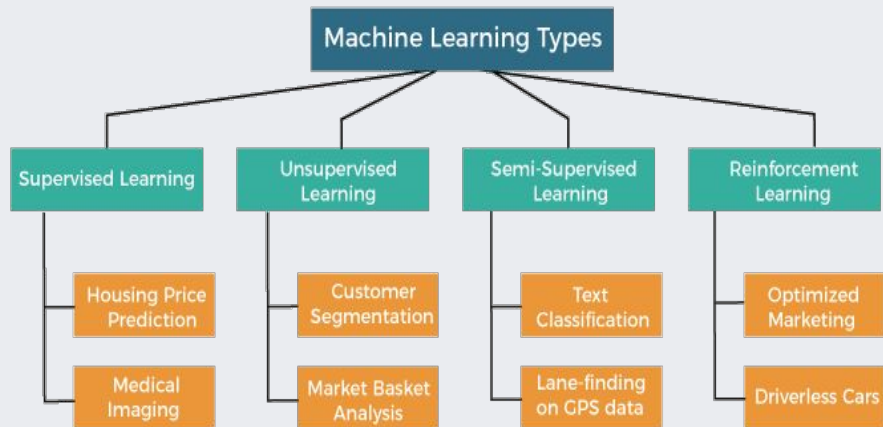 Machine Learning Types
Supervised Learning
Unsupervised
Learning
Semi-Supervised
Learning
Reinforcement
Learning
Housing Price
Prediction
Customer
Segmentation
Text
Classification
Optimized
Marketing
Medical
Imaging
Market Basket
Analysis
Lane-finding
on GPS data
Driverless Cars